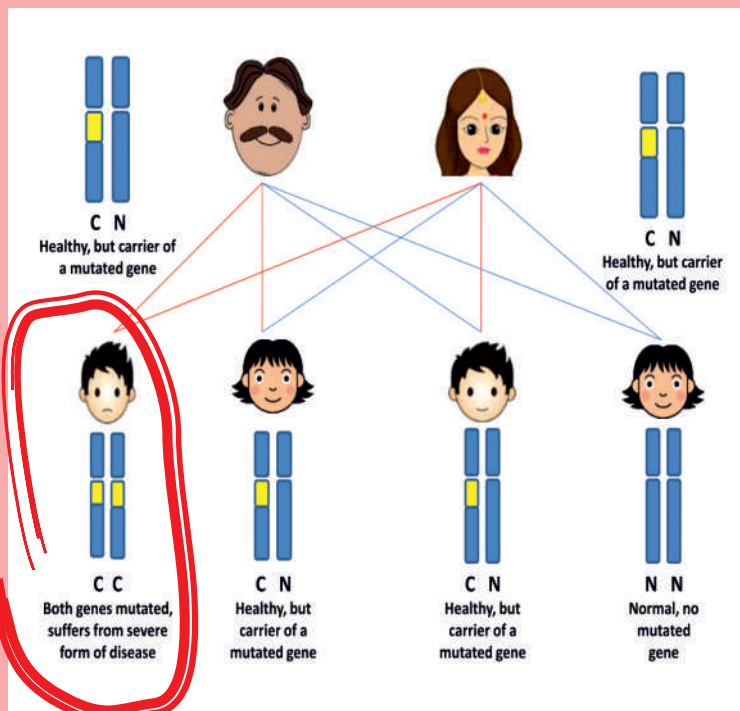 C N
Healthy, but carrier of
a mutated gene
C N
Healthy, but carrier
of a mutated gene
C C
Both genes mutated,
suffers from severe
form of disease
C N
Healthy, but
carrier of a
mutated gene
C N
Healthy, but
carrier of a
mutated gene
N N
Normal, no
mutated
gene